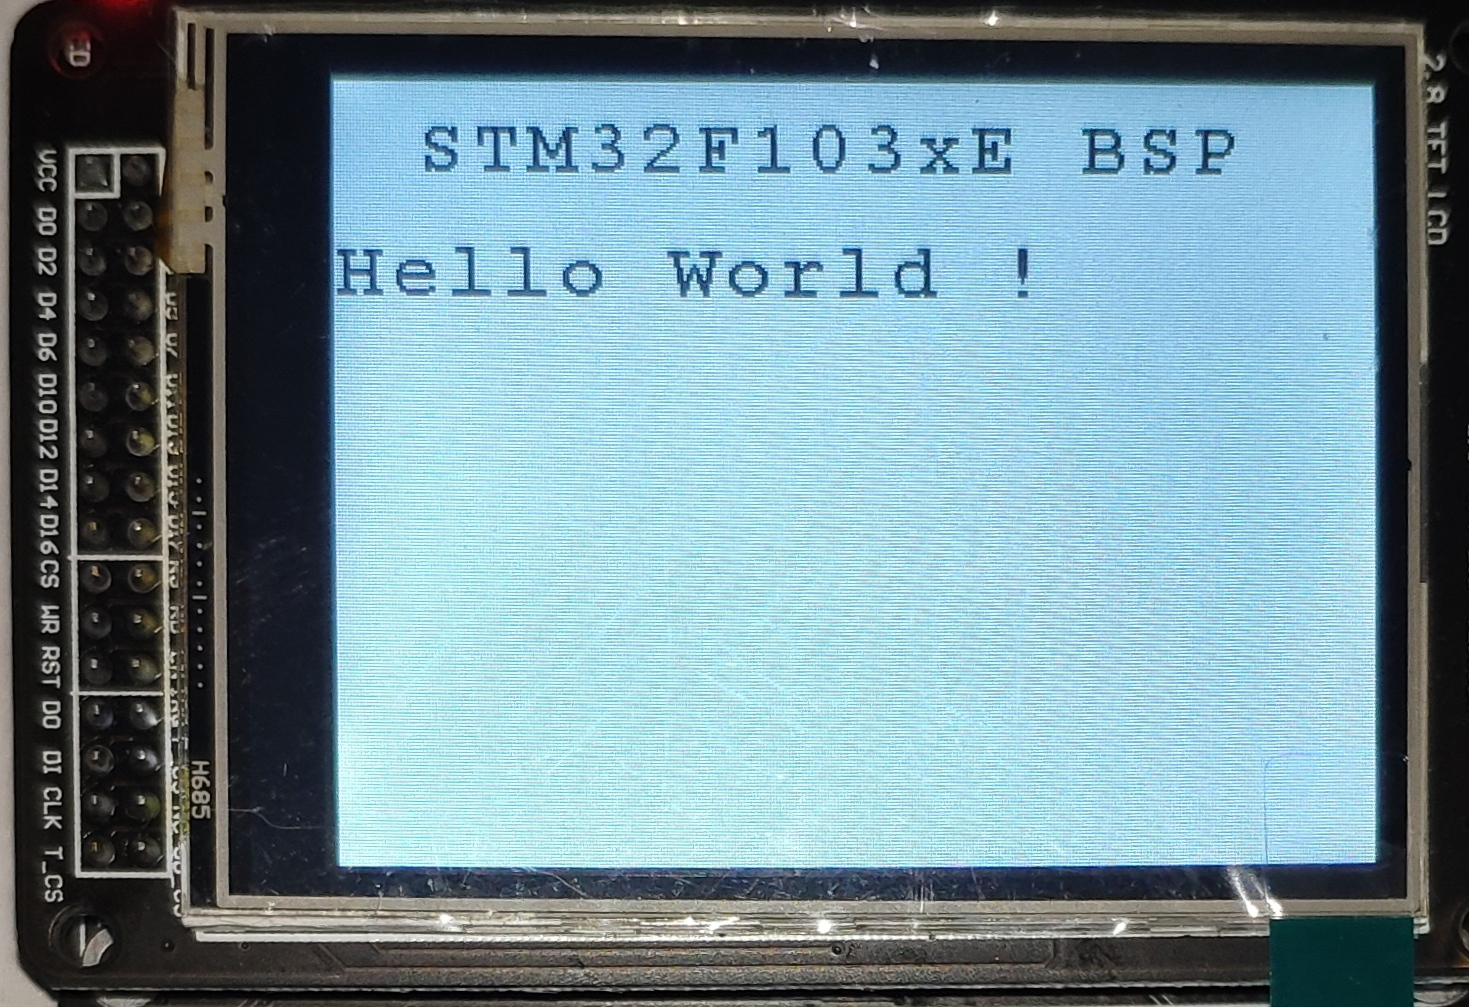 STM32F103xE BSP
Hello World !
2.8 TFT LCD
VCC D0 D2 D4 D6 D10 D12 D14 D16 CS WR RST DO DI CLK T_CS
H685